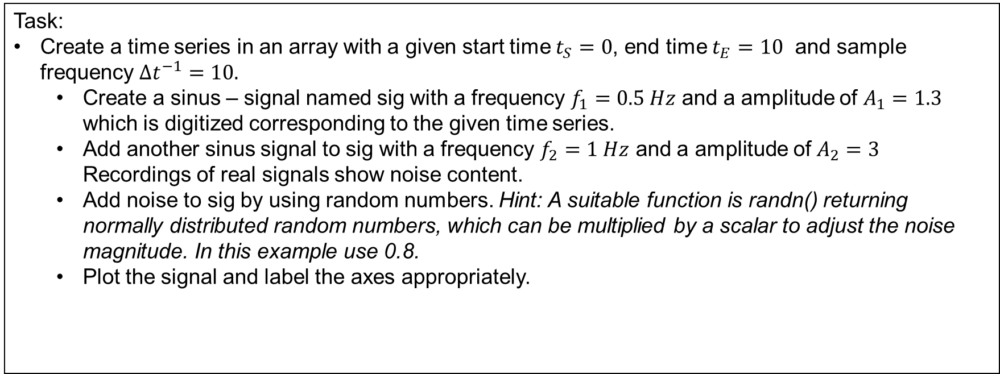 Task:
• Create a time series in an array with a given start time t_S = 0, end time t_E = 10 and sample
frequency Δt⁻¹ = 10.
• Create a sinus – signal named sig with a frequency f₁ = 0.5 Hz and a amplitude of A₁ = 1.3
which is digitized corresponding to the given time series.
• Add another sinus signal to sig with a frequency f₂ = 1 Hz and a amplitude of A₂ = 3
Recordings of real signals show noise content.
• Add noise to sig by using random numbers. Hint: A suitable function is randn() returning
normally distributed random numbers, which can be multiplied by a scalar to adjust the noise
magnitude. In this example use 0.8.
• Plot the signal and label the axes appropriately.